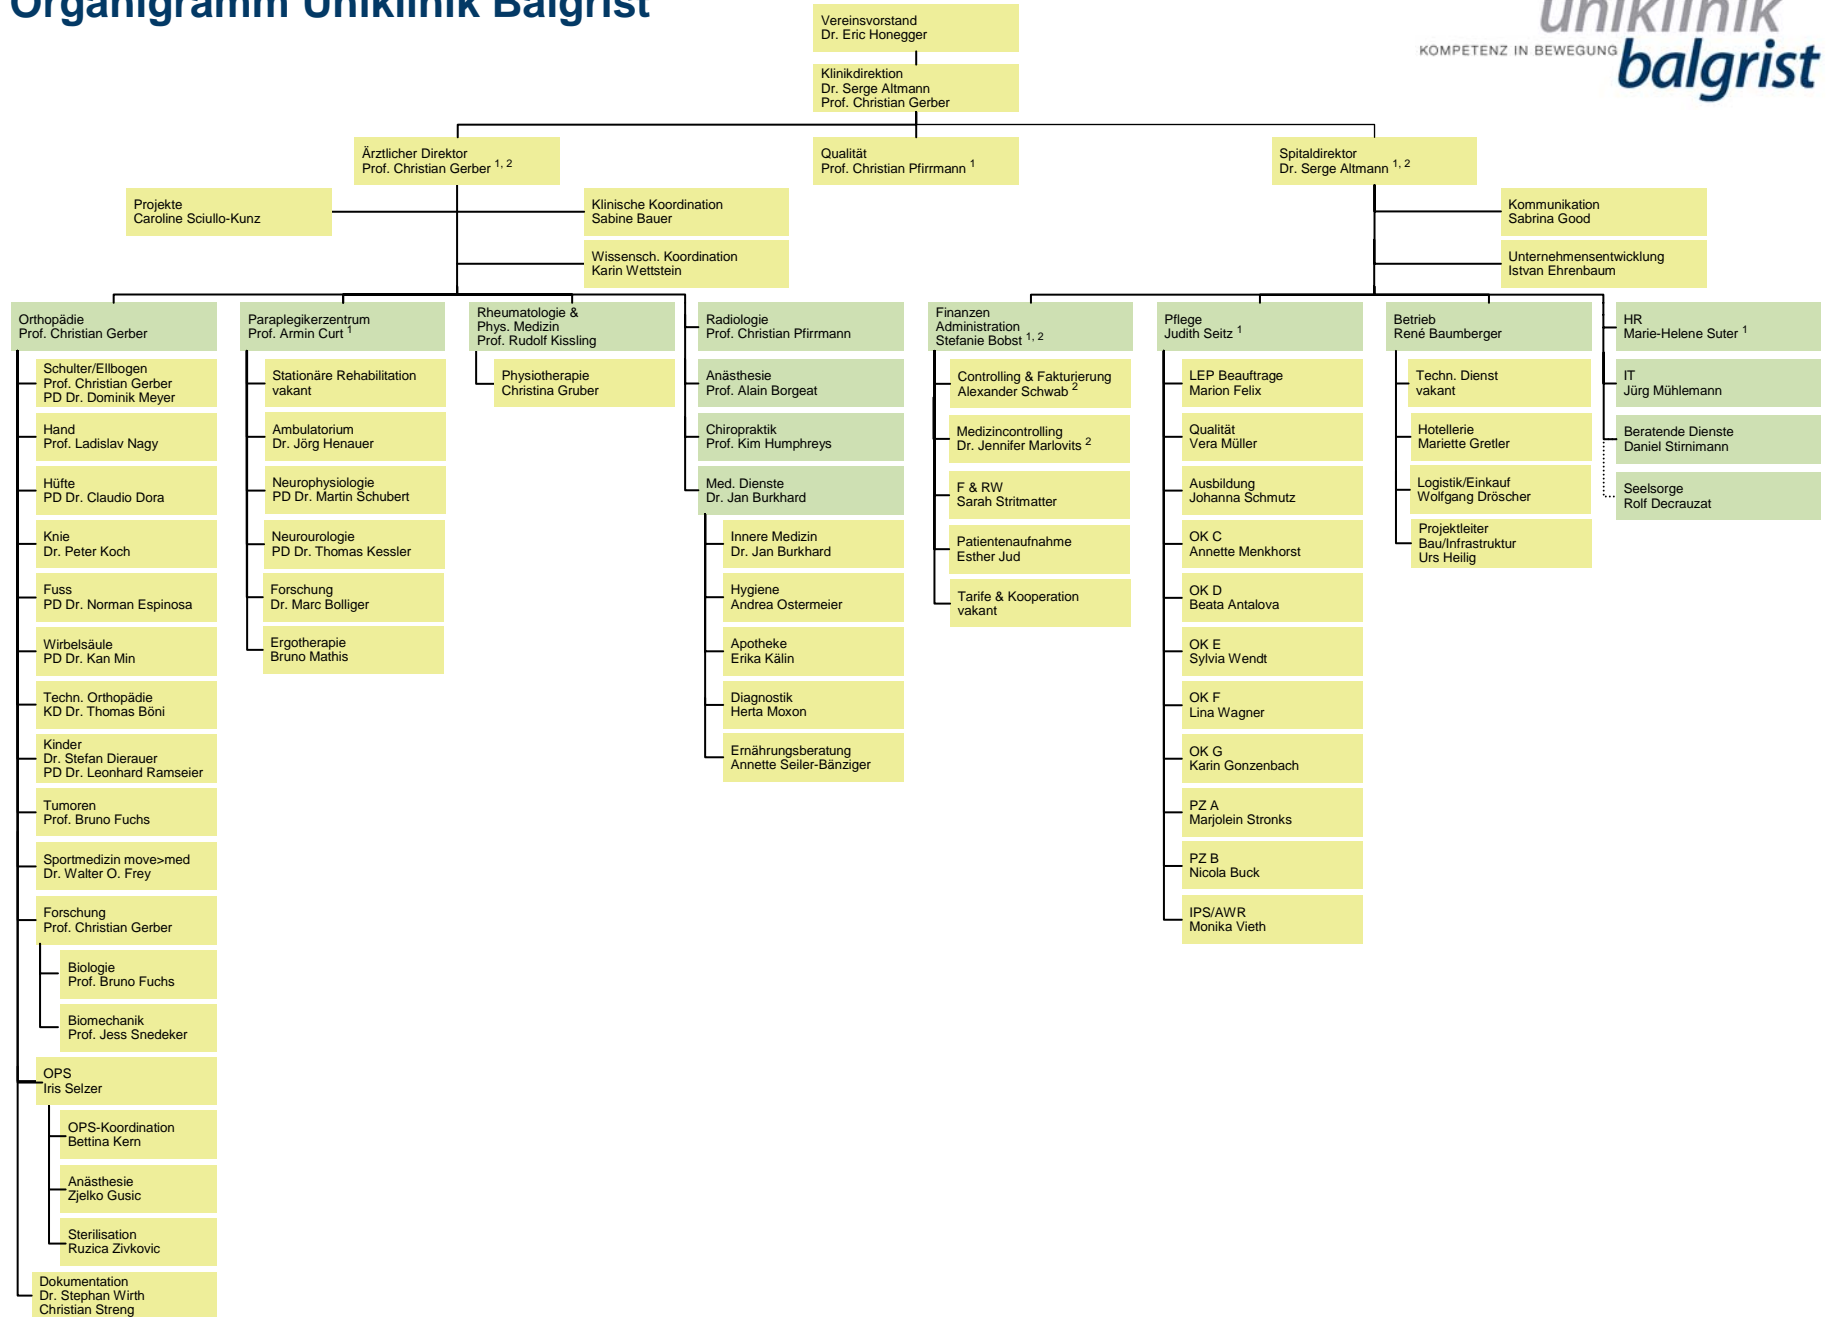 Organigramm Uniklinik Balgrist
uniklinik
KOMPETENZ IN BEWEGUNG
balgrist
Vereinsvorstand
Dr. Eric Honegger
Klinikdirektion
Dr. Serge Altmann
Prof. Christian Gerber
Ärztlicher Direktor
Prof. Christian Gerber 1, 2
Qualität
Prof. Christian Pfirrmann 1
Spitaldirektor
Dr. Serge Altmann 1, 2
Projekte
Caroline Sciullo-Kunz
Klinische Koordination
Sabine Bauer
Wissensch. Koordination
Karin Wettstein
Kommunikation
Sabrina Good
Unternehmensentwicklung
Istvan Ehrenbaum
Orthopädie
Prof. Christian Gerber
Schulter/Ellbogen
Prof. Christian Gerber
PD Dr. Dominik Meyer
Hand
Prof. Ladislav Nagy
Hüfte
PD Dr. Claudio Dora
Knie
Dr. Peter Koch
Fuss
PD Dr. Norman Espinosa
Wirbelsäule
PD Dr. Kan Min
Techn. Orthopädie
KD Dr. Thomas Böni
Kinder
Dr. Stefan Dierauer
PD Dr. Leonhard Ramseier
Tumoren
Prof. Bruno Fuchs
Sportmedizin move>med
Dr. Walter O. Frey
Forschung
Prof. Christian Gerber
Biologie
Prof. Bruno Fuchs
Biomechanik
Prof. Jess Snedeker
OPS
Iris Selzer
OPS-Koordination
Bettina Kern
Anästhesie
Zjelko Gusic
Sterilisation
Ruzica Zivkovic
Dokumentation
Dr. Stephan Wirth
Christian Streng
Paraplegikerzentrum
Prof. Armin Curt 1
Stationäre Rehabilitation
vakant
Ambulatorium
Dr. Jörg Henauer
Neurophysiologie
PD Dr. Martin Schubert
Neurourologie
PD Dr. Thomas Kessler
Forschung
Dr. Marc Bolliger
Ergotherapie
Bruno Mathis
Rheumatologie &
Phys. Medizin
Prof. Rudolf Kissling
Physiotherapie
Christina Gruber
Radiologie
Prof. Christian Pfirrmann
Anästhesie
Prof. Alain Borgeat
Chiropraktik
Prof. Kim Humphreys
Med. Dienste
Dr. Jan Burkhard
Innere Medizin
Dr. Jan Burkhard
Hygiene
Andrea Ostermeier
Apotheke
Erika Kälin
Diagnostik
Herta Moxon
Ernährungsberatung
Annette Seiler-Bänziger
Finanzen
Administration
Stefanie Bobst 1, 2
Controlling & Fakturierung
Alexander Schwab 2
Medizincontrolling
Dr. Jennifer Marlovits 2
F & RW
Sarah Stritmatter
Patientenaufnahme
Esther Jud
Tarife & Kooperation
vakant
Pflege
Judith Seitz 1
LEP Beauftrage
Marion Felix
Qualität
Vera Müller
Ausbildung
Johanna Schmutz
OK C
Annette Menkhorst
OK D
Beata Antalova
OK E
Sylvia Wendt
OK F
Lina Wagner
OK G
Karin Gonzenbach
PZ A
Marjolein Stronks
PZ B
Nicola Buck
IPS/AWR
Monika Vieth
Betrieb
René Baumberger
Techn. Dienst
vakant
Hotellerie
Mariette Gretler
Logistik/Einkauf
Wolfgang Dröscher
Projektleiter
Bau/Infrastruktur
Urs Heilig
HR
Marie-Helene Suter 1
IT
Jürg Mühlemann
Beratende Dienste
Daniel Stirnimann
Seelsorge
Rolf Decrauzat